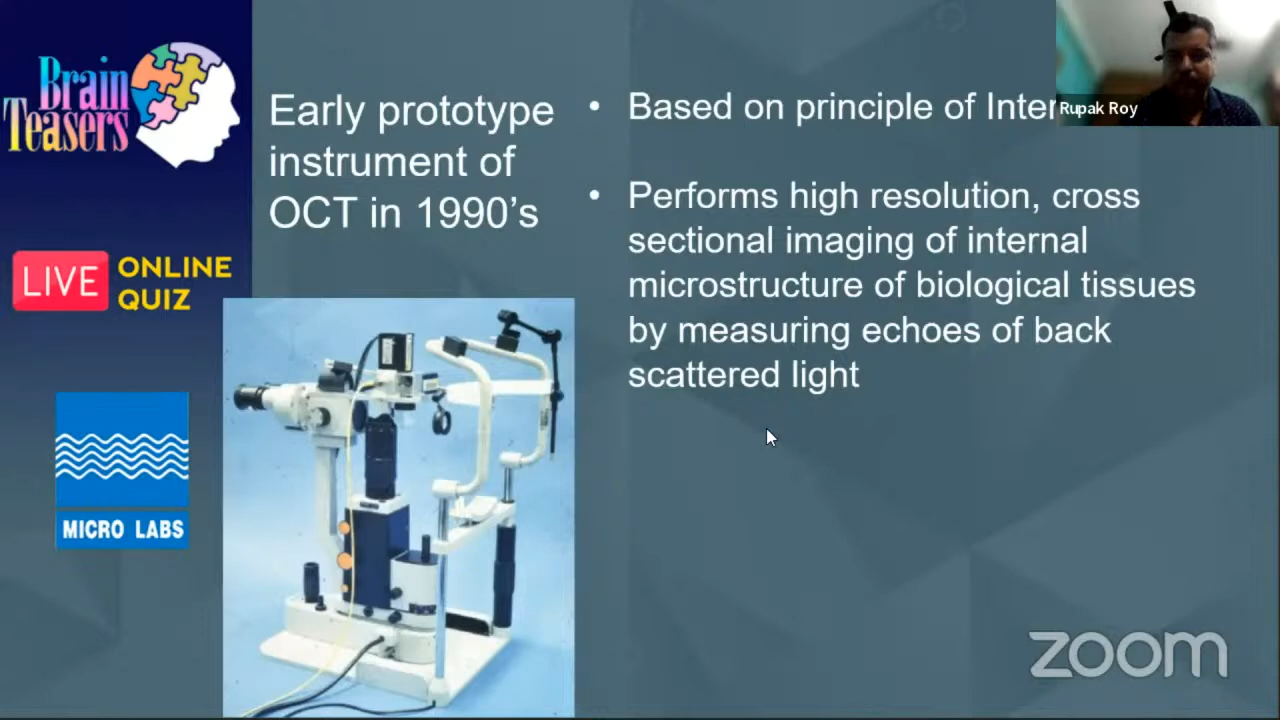 Brain
Teasers
LIVE
ONLINE
QUIZ
MICRO LABS
Early prototype
instrument of
OCT in 1990's
• Based on principle of
Rupak Roy
• Performs high resolution, cross
sectional imaging of internal
microstructure of biological tissues
by measuring echoes of back
scattered light
zoom